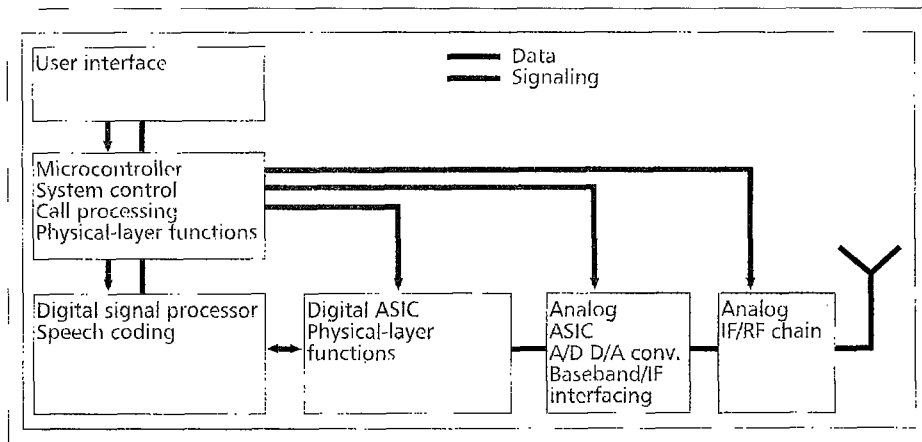 User interface
Data
Signaling
Microcontroller
System control
Call processing
Physical-layer functions
Digital signal processor
Speech coding
Digital ASIC
Physical-layer
functions
Analog
ASIC
A/D D/A conv.
Baseband/IF
interfacing
Analog
IF/RF chain